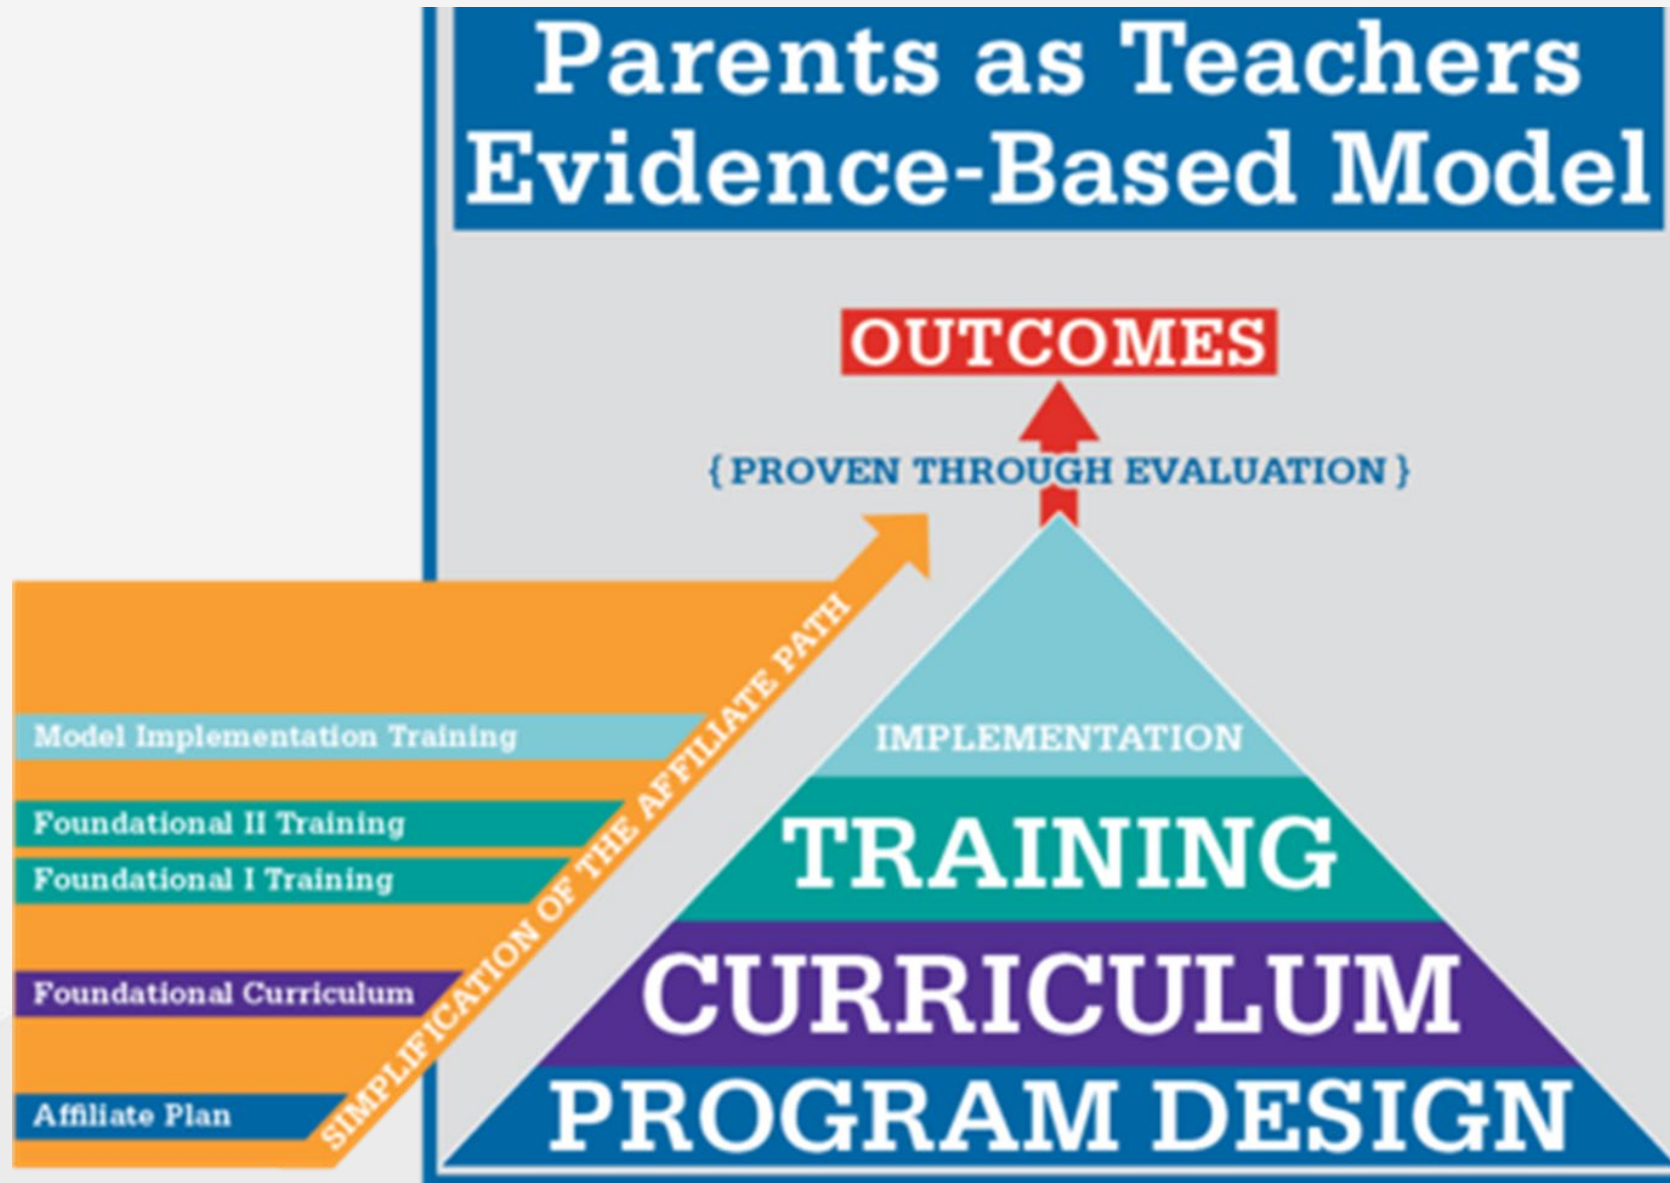 Parents as Teachers
Evidence-Based Model
OUTCOMES
{ PROVEN THROUGH EVALUATION }
SIMPLIFICATION OF THE AFFILIATE PATH
Model Implementation Training
Foundational II Training
Foundational I Training
Foundational Curriculum
Affiliate Plan
IMPLEMENTATION
TRAINING
CURRICULUM
PROGRAM DESIGN